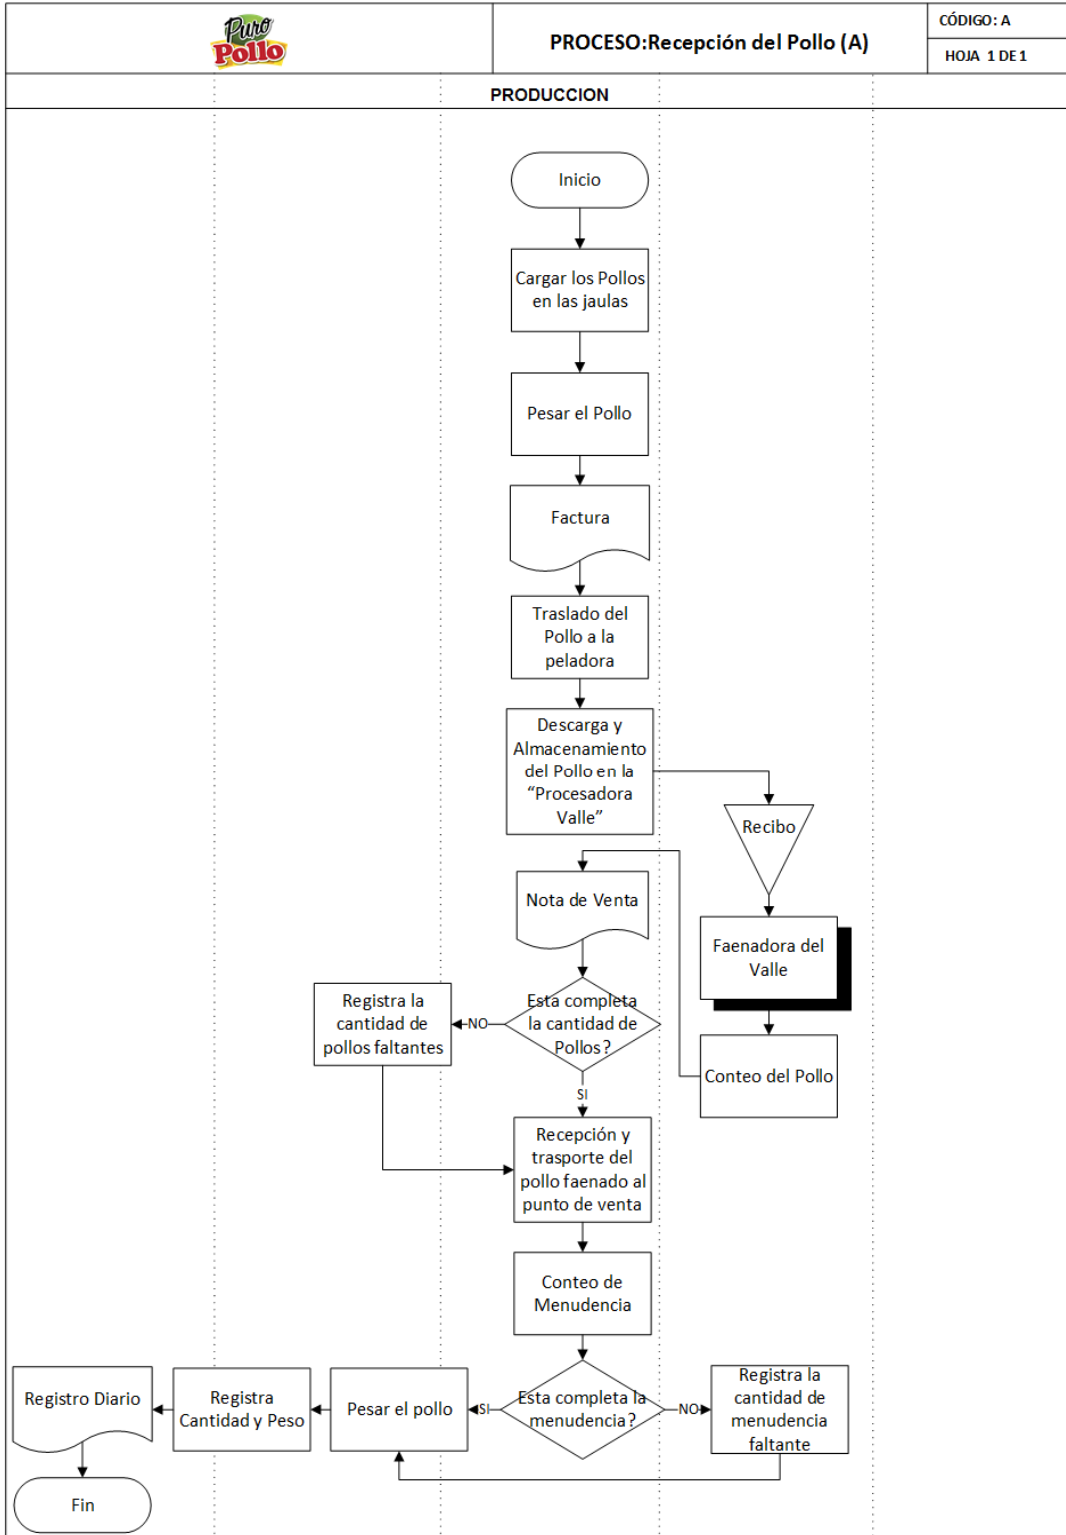 Puro
Pollo
PROCESO:Recepción del Pollo (A)
CÓDIGO: A
HOJA 1 DE 1
PRODUCCION
Inicio
Cargar los Pollos
en las jaulas
Pesar el Pollo
Factura
Traslado del
Pollo a la
peladora
Descarga y
Almacenamiento
del Pollo en la
“Procesadora
Valle”
Recibo
Faenadora del
Valle
Conteo del Pollo
Nota de Venta
Esta completa
la cantidad de
Pollos?
NO
Registra la
cantidad de
pollos faltantes
SI
Recepción y
trasporte del
pollo faenado al
punto de venta
Conteo de
Menudencia
Esta completa la
menudencia?
NO
Registra la
cantidad de
menudencia
faltante
SI
Pesar el pollo
Registra
Cantidad y Peso
Registro Diario
Fin